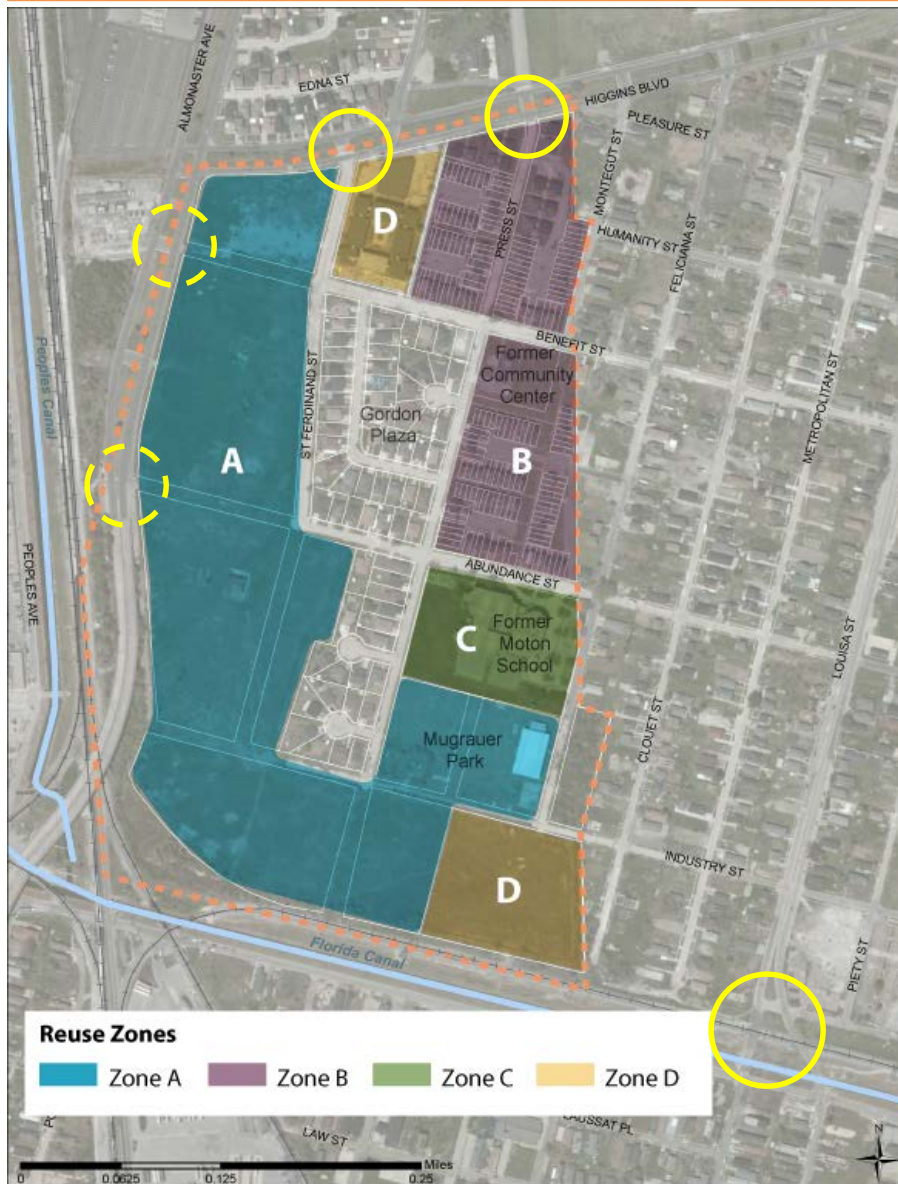 ALMONASTER AVE
EDNA ST
HIGGINS BLVD
PLEASURE ST
MONTEGUT ST
HUMANITY ST
FELICIANA ST
D
PRESS ST
BENEFIT ST
Former
Community
Center
METROPOLITAN ST
Peoples Canal
ST FERDINAND ST
Gordon
Plaza
A
B
PEOPLES AVE
ABUNDANCE ST
C
Former
Moton
School
LOUISA ST
CLOUET ST
Mugrauer
Park
INDUSTRY ST
D
Florida Canal
PIETY ST
Reuse Zones
Zone A
Zone B
Zone C
Zone D
LAW ST
Miles
0
0.0625
0.125
0.25
N